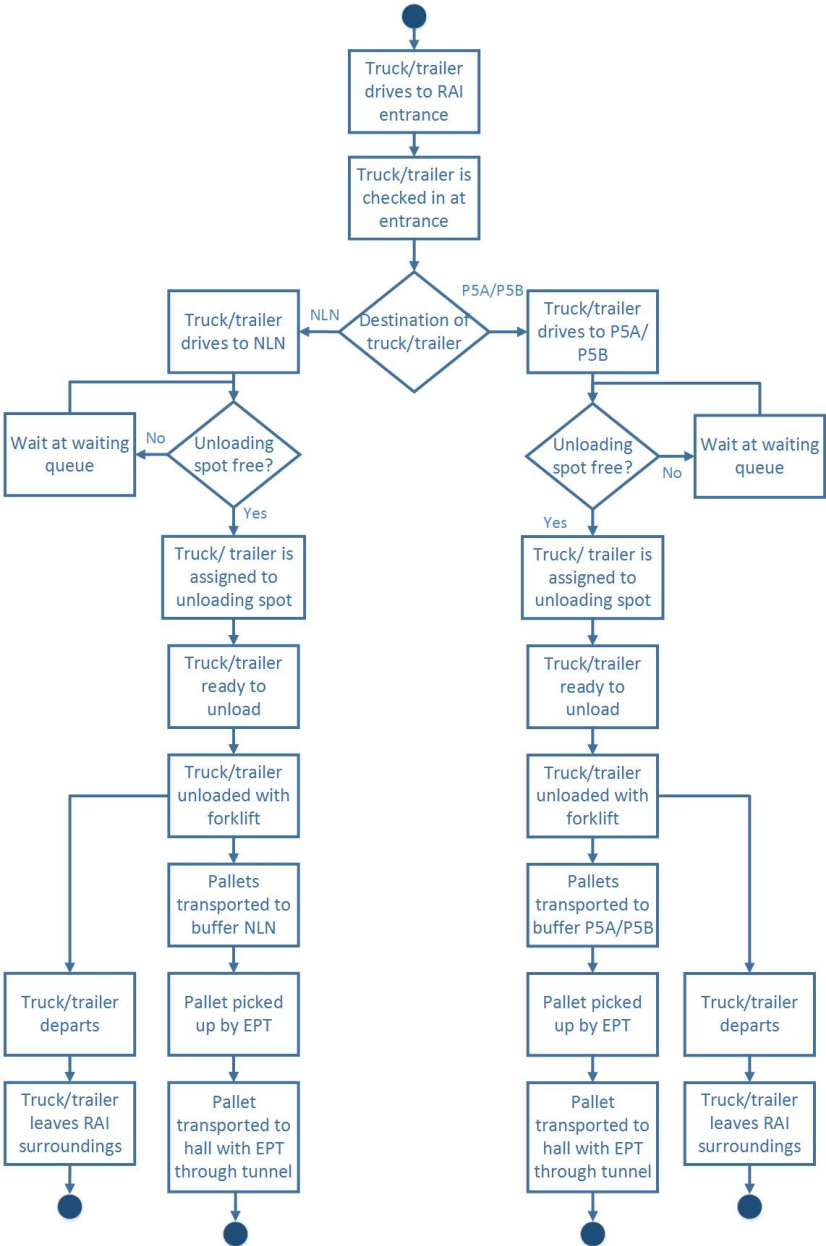 Truck/trailer
drives to RAI
entrance
Truck/trailer is
checked in at
entrance
Destination of
truck/trailer
NLN
P5A/P5B
Truck/trailer
drives to NLN
Truck/trailer
drives to P5A/
P5B
Wait at waiting
queue
No
Unloading
spot free?
Yes
Unloading
spot free?
No
Yes
Wait at waiting
queue
Truck/ trailer is
assigned to
unloading spot
Truck/ trailer is
assigned to
unloading spot
Truck/trailer
ready to
unload
Truck/trailer
ready to
unload
Truck/trailer
unloaded with
forklift
Truck/trailer
unloaded with
forklift
Pallets
transported to
buffer NLN
Pallets
transported to
buffer P5A/P5B
Truck/trailer
departs
Pallet picked
up by EPT
Pallet picked
up by EPT
Truck/trailer
departs
Truck/trailer
leaves RAI
surroundings
Pallet
transported to
hall with EPT
through tunnel
Pallet
transported to
hall with EPT
through tunnel
Truck/trailer
leaves RAI
surroundings